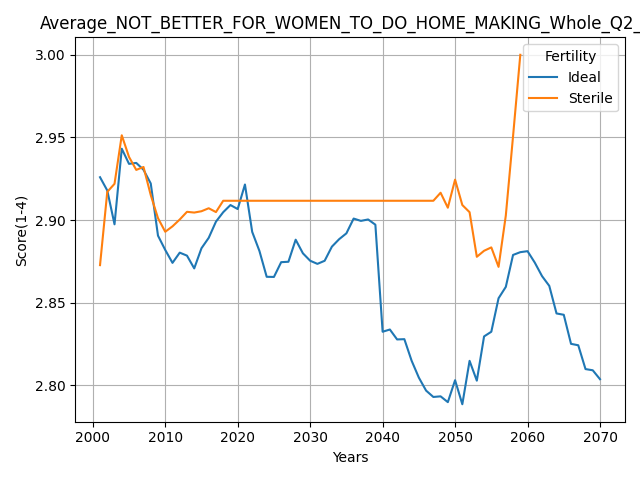 Average_NOT_BETTER_FOR_WOMEN_TO_DO_HOME_MAKING_Whole_Q2_
Fertility
Ideal
Sterile
Score(1-4)
3.00
2.95
2.90
2.85
2.80
2000 2010 2020 2030 2040 2050 2060 2070
Years